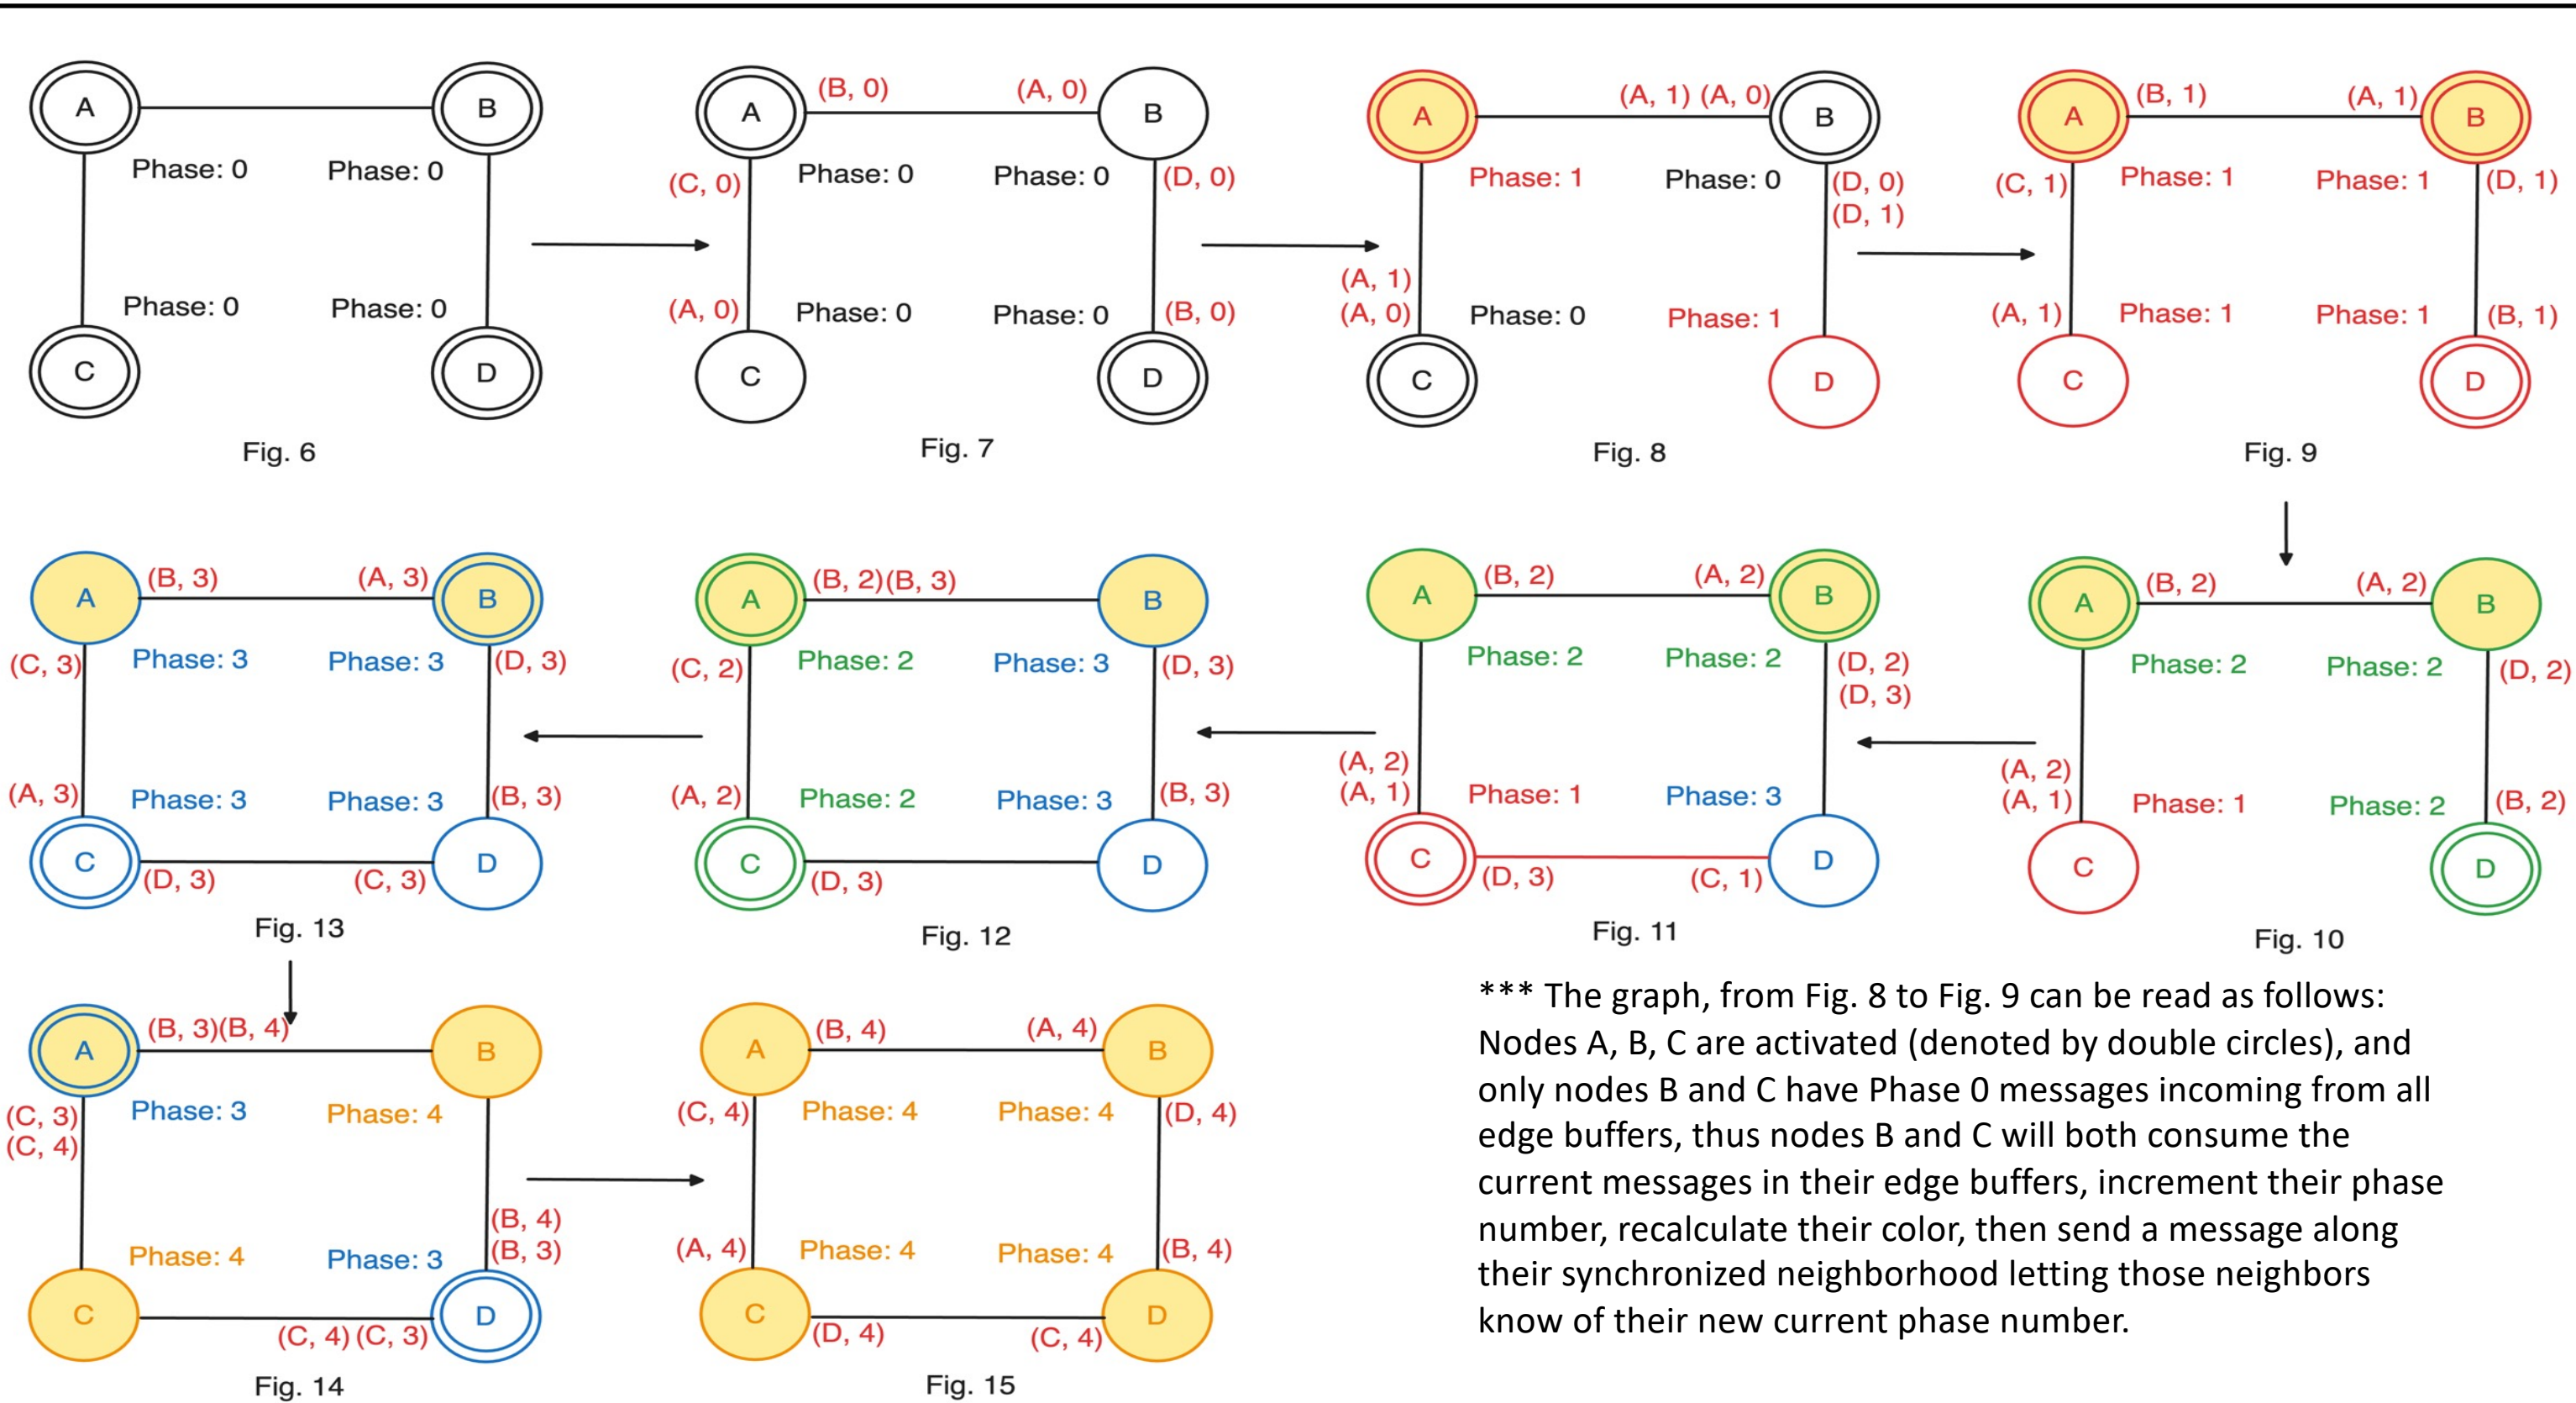 A
(B, 0)
(A, 0)
B
Phase: 0
Phase: 0
(C, 0)
(D, 0)
Phase: 0
Phase: 0
(A, 0)
(B, 0)
C
D
Fig. 7
A
B
Phase: 0
Phase: 0
Phase: 0
Phase: 0
C
D
Fig. 6
A
(A, 1) (A, 0)
B
Phase: 1
Phase: 0
(D, 0)
(D, 1)
(A, 1)
(A, 0)
Phase: 0
Phase: 1
C
D
Fig. 8
A
(B, 1)
(A, 1)
B
(C, 1)
Phase: 1
Phase: 1
(D, 1)
(A, 1)
Phase: 1
Phase: 1
(B, 1)
C
D
Fig. 9
A
(B, 3)
(A, 3)
B
(C, 3)
Phase: 3
Phase: 3
(D, 3)
(A, 3)
Phase: 3
Phase: 3
(B, 3)
C
(D, 3)
(C, 3)
D
Fig. 13
A
(B, 2)(B, 3)
B
(C, 2)
Phase: 2
Phase: 3
(D, 3)
(A, 2)
Phase: 2
Phase: 3
(B, 3)
C
(D, 3)
D
Fig. 12
A
(B, 2)
(A, 2)
B
Phase: 2
Phase: 2
(D, 2)
(D, 3)
(A, 2)
(A, 1)
Phase: 1
Phase: 3
C
(D, 3)
(C, 1)
D
Fig. 11
A
(B, 2)
(A, 2)
B
Phase: 2
Phase: 2
(D, 2)
(A, 2)
(A, 1)
Phase: 1
Phase: 2
(B, 2)
C
D
Fig. 10
A
(B, 3)(B, 4)
B
(C, 3)
(C, 4)
Phase: 3
Phase: 4
(B, 4)
(B, 3)
Phase: 4
Phase: 3
C
(C, 4) (C, 3)
D
Fig. 14
A
(B, 4)
(A, 4)
B
(C, 4)
Phase: 4
Phase: 4
(D, 4)
(A, 4)
Phase: 4
Phase: 4
(B, 4)
C
(D, 4)
(C, 4)
D
Fig. 15
*** The graph, from Fig. 8 to Fig. 9 can be read as follows:
Nodes A, B, C are activated (denoted by double circles), and
only nodes B and C have Phase 0 messages incoming from all
edge buffers, thus nodes B and C will both consume the
current messages in their edge buffers, increment their phase
number, recalculate their color, then send a message along
their synchronized neighborhood letting those neighbors
know of their new current phase number.